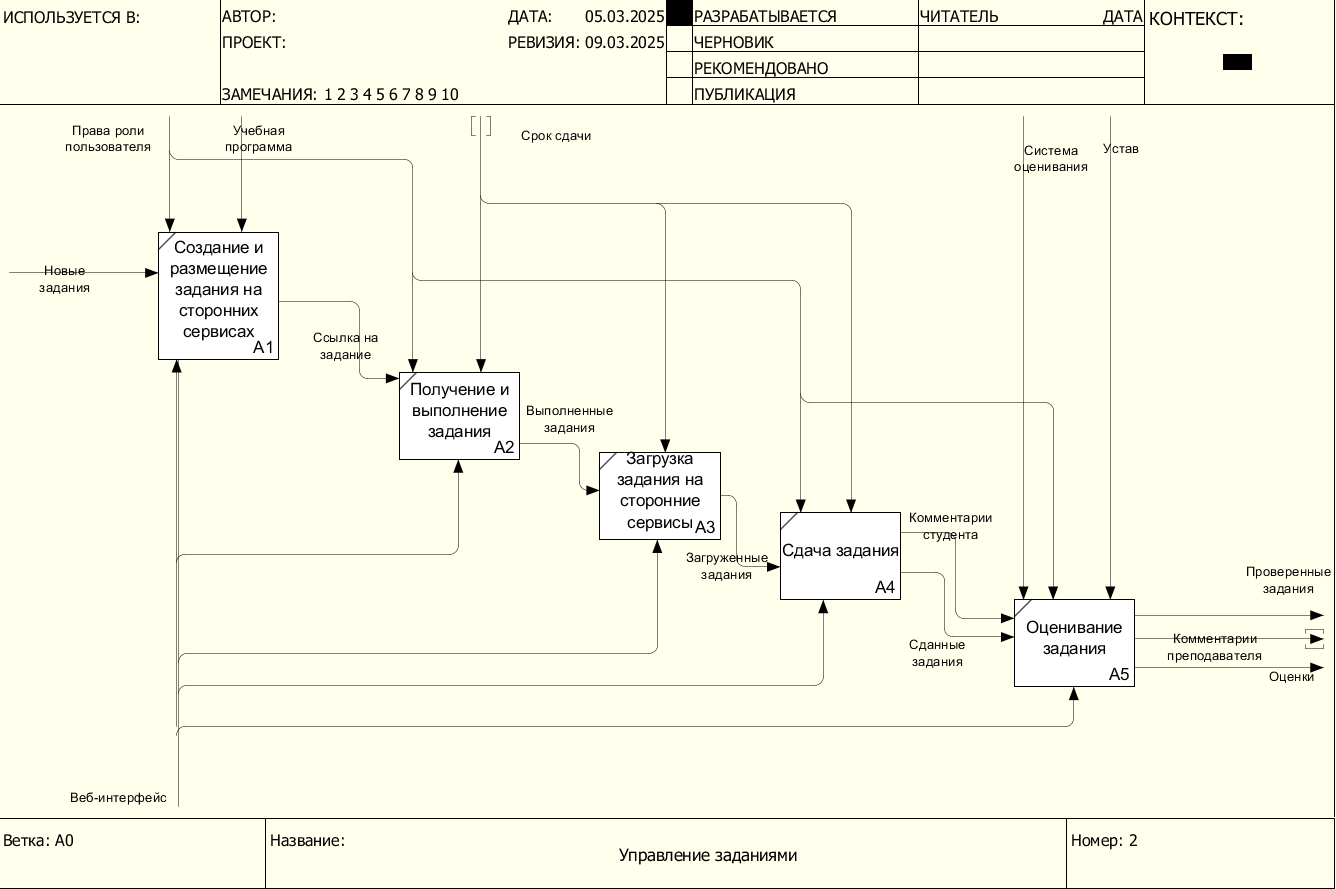 ИСПОЛЬЗУЕТСЯ В:
АВТОР:
ДАТА: 05.03.2025
ПРОЕКТ:
РЕВИЗИЯ: 09.03.2025
ЗАМЕЧАНИЯ: 1 2 3 4 5 6 7 8 9 10
РАЗРАБАТЫВАЕТСЯ
ЧЕРНОВИК
РЕКОМЕНДОВАНО
ПУБЛИКАЦИЯ
ЧИТАТЕЛЬ
ДАТА
КОНТЕКСТ:
Права роли
пользователя
Учебная
программа
Срок сдачи
Система
оценивания
Устав
Новые
задания
Создание и
размещение
задания на
сторонних
сервисах
A1
Ссылка на
задание
Получение и
выполнение
задания
A2
Выполненные
задания
Загрузка
задания на
сторонние
сервисы
A3
Загруженные
задания
Сдача задания
A4
Комментарии
студента
Сданные
задания
Оценивание
задания
A5
Проверенные
задания
Комментарии
преподавателя
Оценки
Веб-интерфейс
Ветка: A0
Название:
Управление заданиями
Номер: 2